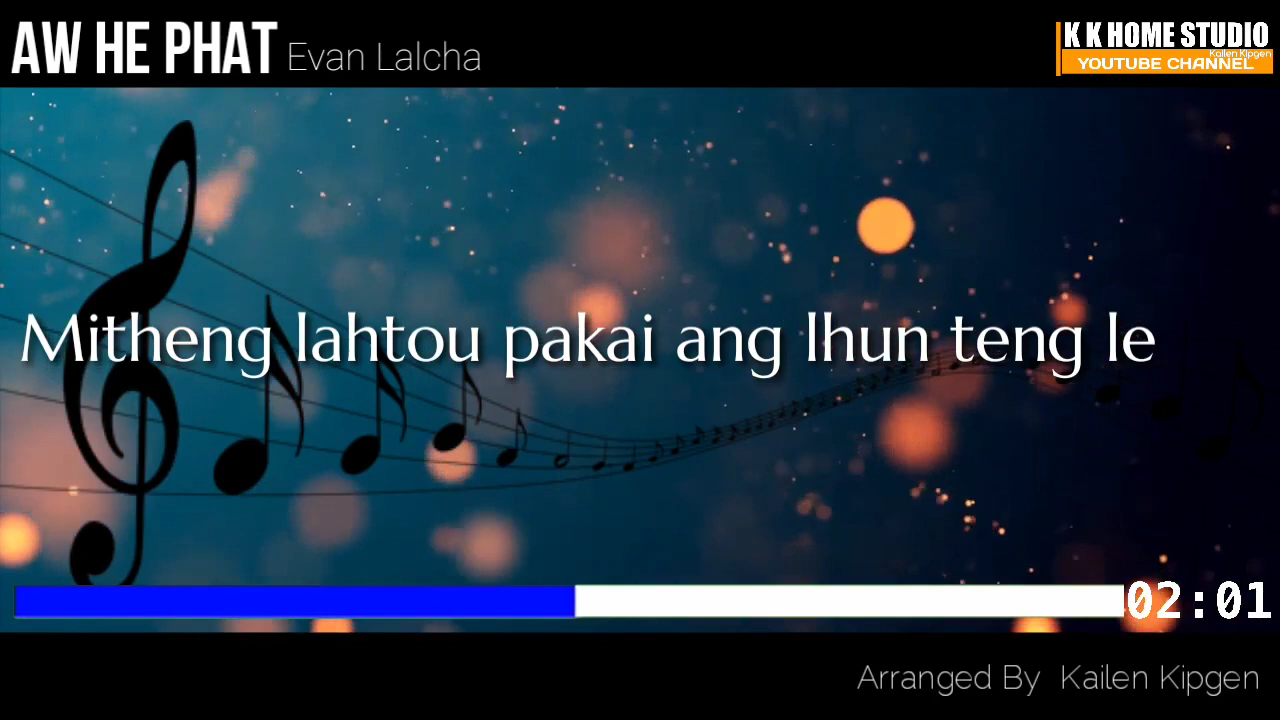 AW HE PHAT Evan Lalcha
K K HOME STUDIO
Kailen Kipgen
YOUTUBE CHANNEL
Mitheng lahtou pakai ang lhun teng le
02:01
Arranged By Kailen Kipgen